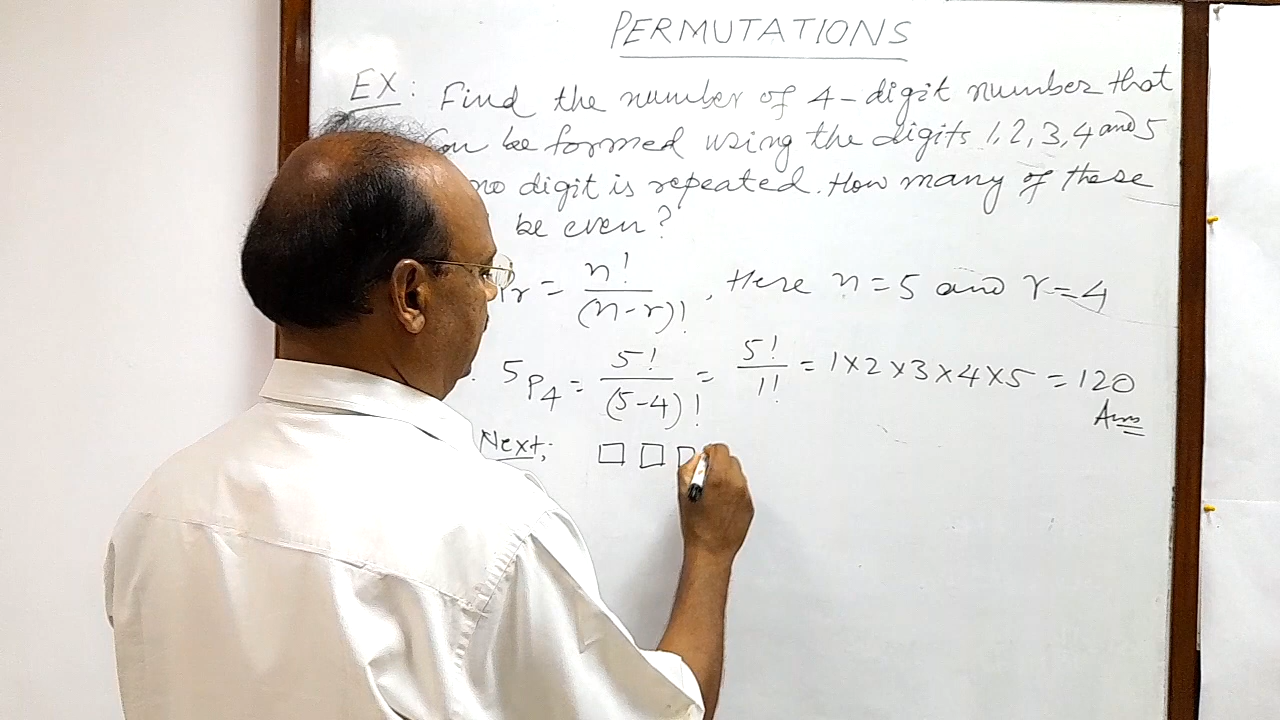 PERMUTATIONS
EX: Find the number of 4-digit number that
can be formed using the digits 1, 2, 3, 4 and 5
no digit is repeated. How many of these
be even?
Pr = n! / (n-r)! , Here n = 5 and r = 4
5P4 = 5! / (5-4)! = 5! / 1! = 1 × 2 × 3 × 4 × 5 = 120
Ans
Next;